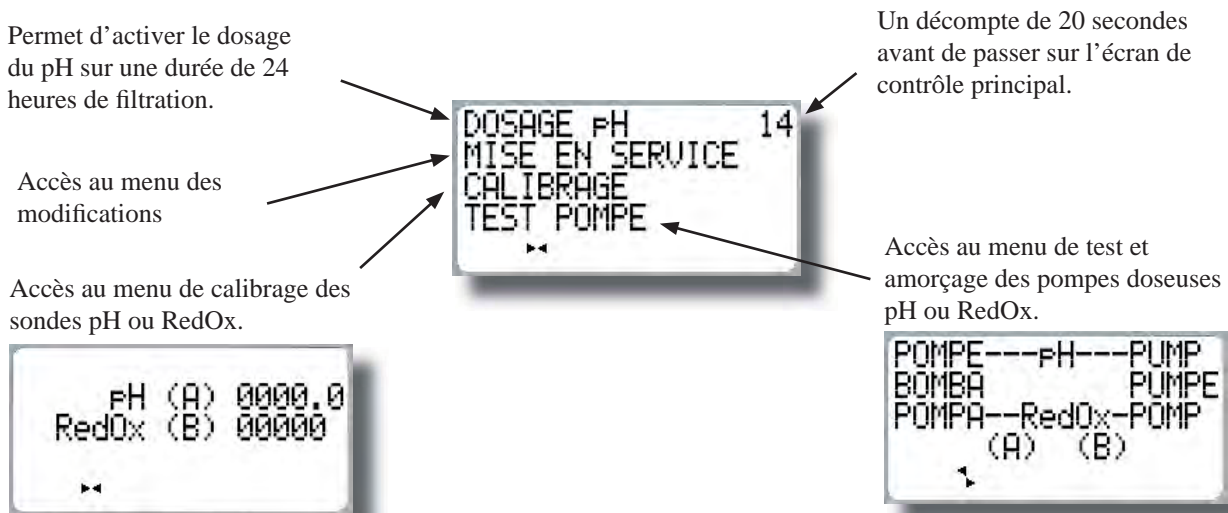 Permet d’activer le dosage
du pH sur une durée de 24
heures de filtration.
Un décompte de 20 secondes
avant de passer sur l’écran de
contrôle principal.
DOSAGE pH 14
MISE EN SERVICE
CALIBRAGE
TEST POMPE
Accès au menu des
modifications
Accès au menu de calibrage des
sondes pH ou RedOx.
Accès au menu de test et
amorçage des pompes doseuses
pH ou RedOx.
pH (A) 0000.0
RedOx (B) 00000
POMPE---pH---PUMP
BOMBA PUMPE
POMPA--RedOx-POMP
(A) (B)